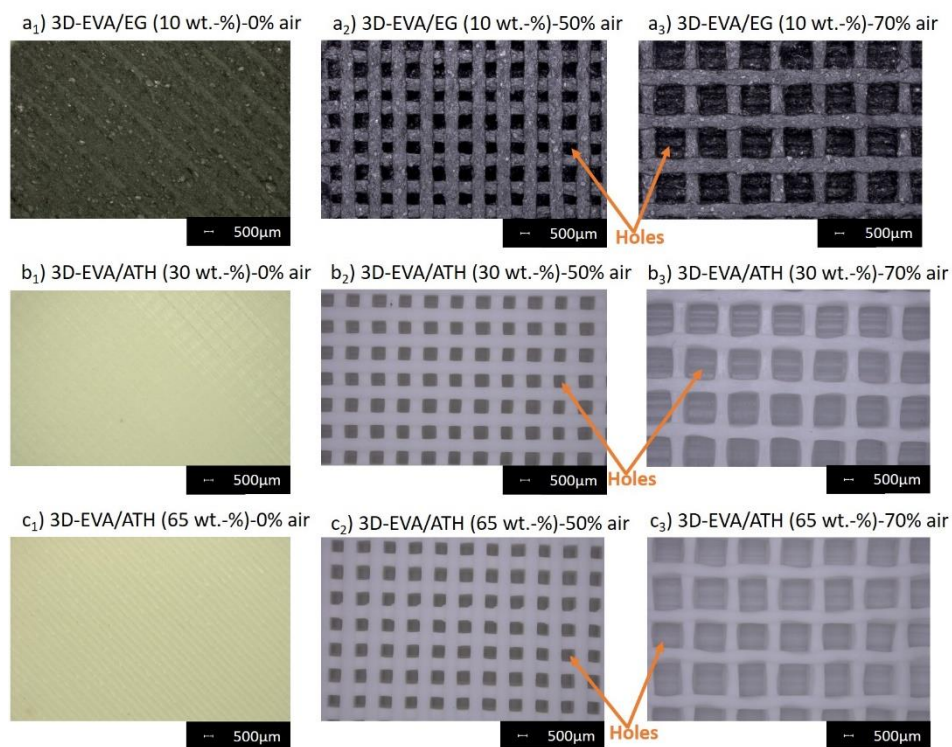 a₁) 3D-EVA/EG (10 wt.-%)-0% air
a₂) 3D-EVA/EG (10 wt.-%)-50% air
a₃) 3D-EVA/EG (10 wt.-%)-70% air
Holes
500µm
500µm
500µm
b₁) 3D-EVA/ATH (30 wt.-%)-0% air
b₂) 3D-EVA/ATH (30 wt.-%)-50% air
b₃) 3D-EVA/ATH (30 wt.-%)-70% air
500µm
500µm
Holes
500µm
c₁) 3D-EVA/ATH (65 wt.-%)-0% air
c₂) 3D-EVA/ATH (65 wt.-%)-50% air
c₃) 3D-EVA/ATH (65 wt.-%)-70% air
500µm
500µm
Holes
500µm